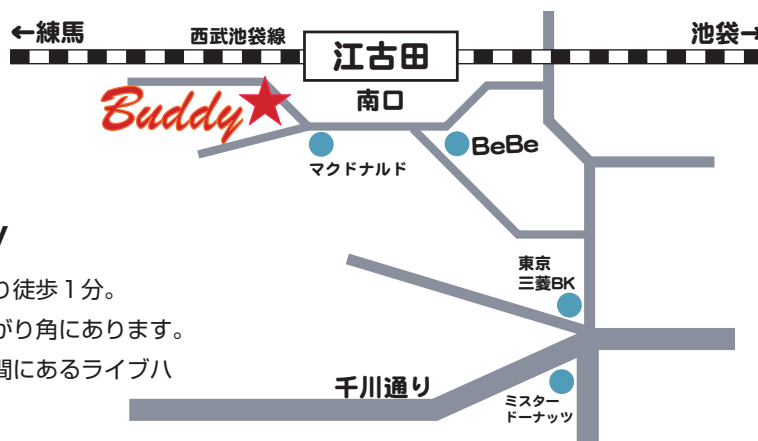 ←練馬
西武池袋線
江古田
池袋→
南口
Buddy
マクドナルド
BeBe
徒歩1分。
がり角にあります。
間にあるライブハ
東京
三菱BK
千川通り
ミスター
ドーナッツ